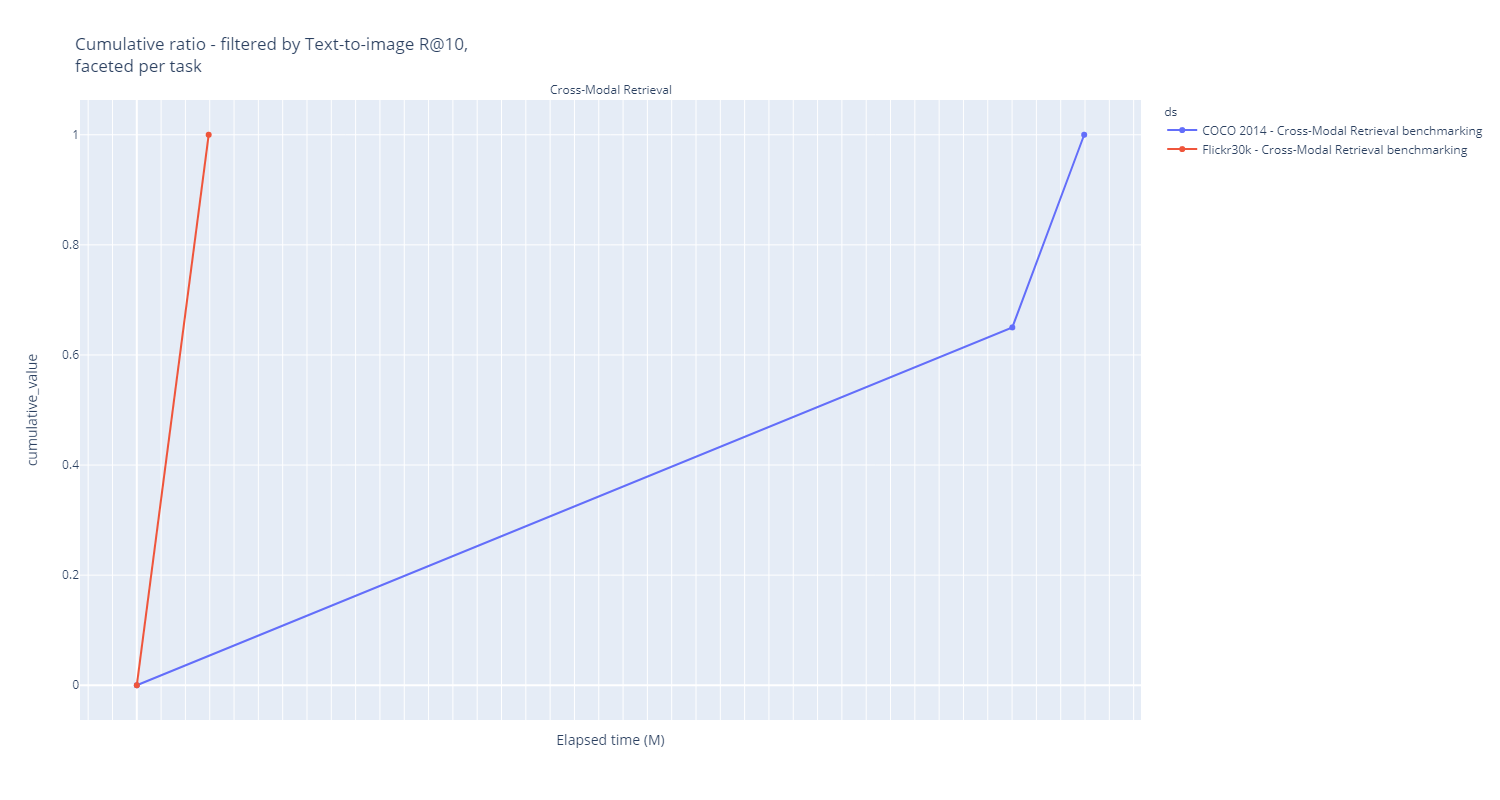 Cumulative ratio - filtered by Text-to-image R@10,
faceted per task
Cross-Modal Retrieval
ds
COCO 2014 - Cross-Modal Retrieval benchmarking
Flickr30k - Cross-Modal Retrieval benchmarking
1
0.8
0.6
0.4
0.2
0
cumulative_value
Elapsed time (M)